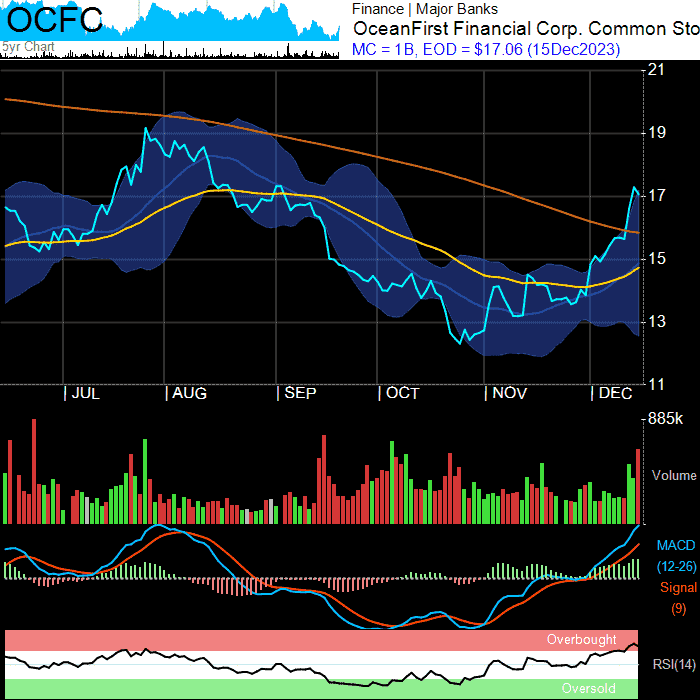 OCFC
5yr Chart
Finance | Major Banks
OceanFirst Financial Corp. Common Sto
MC = 1B, EOD = $17.06 (15Dec2023)
21
19
17
15
13
11
| JUL | AUG | SEP | OCT | NOV | DEC
885k
Volume
MACD
(12-26)
Signal
(9)
Overbought
RSI(14)
Oversold